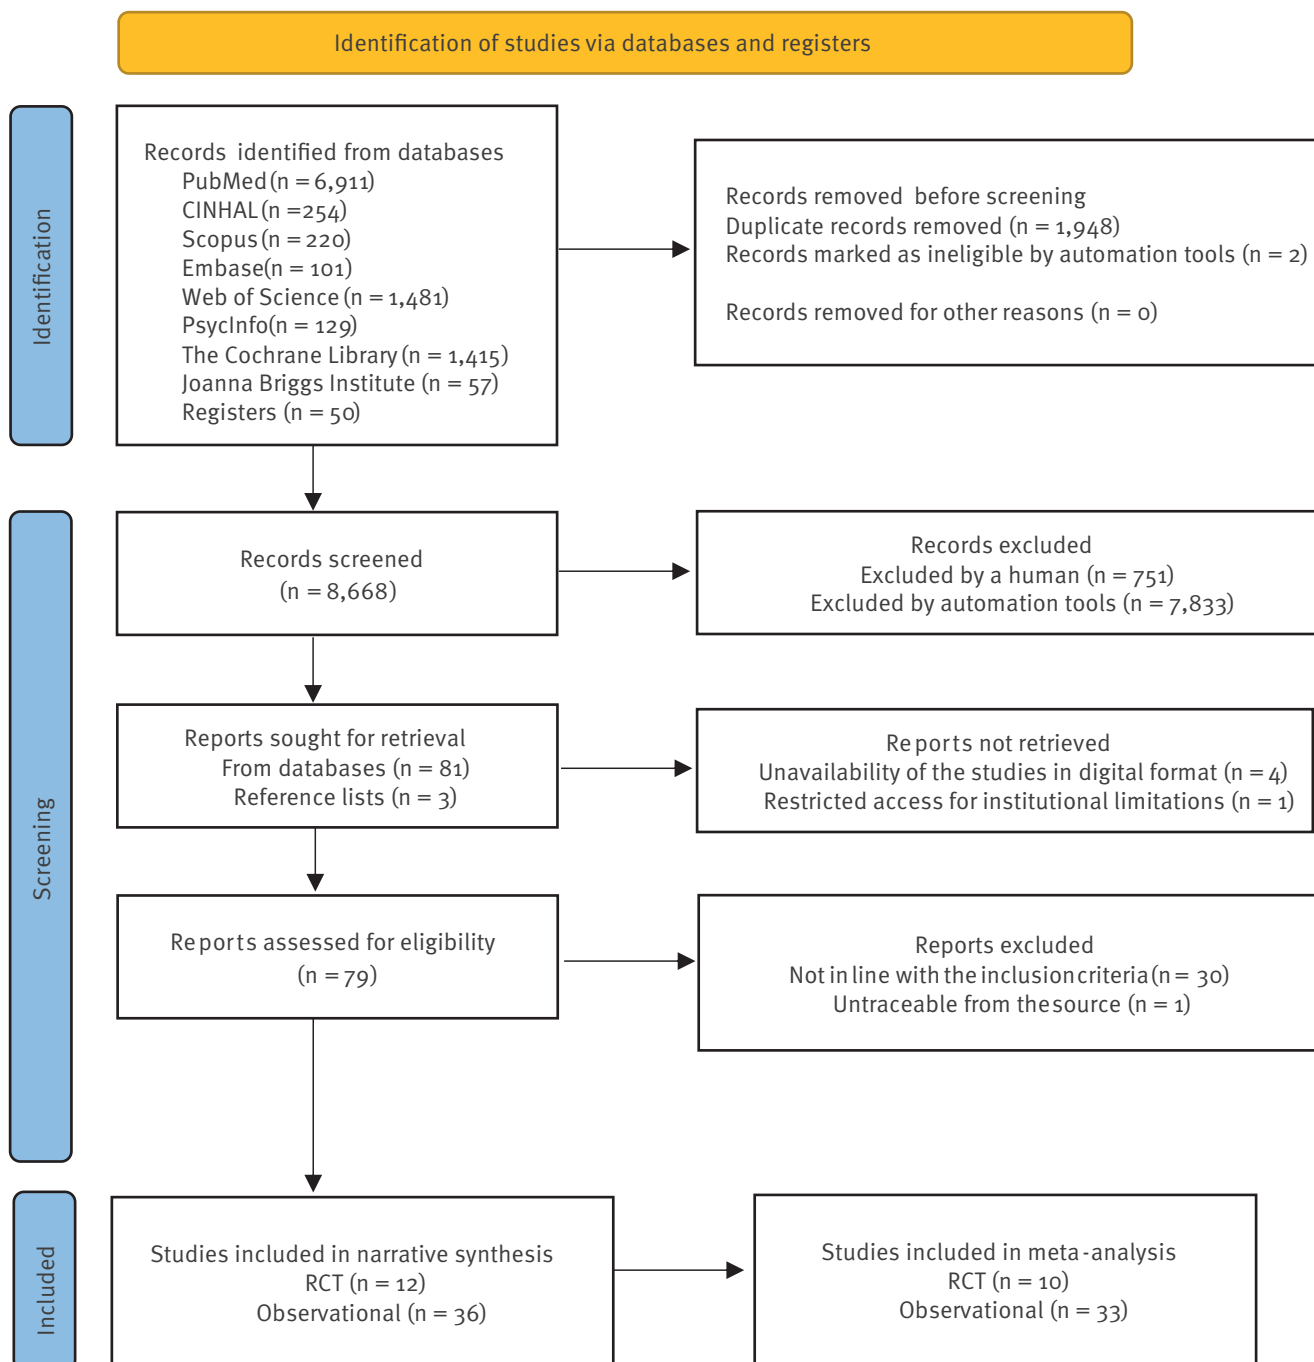 Identification of studies via databases and registers
Identification
Records identified from databases
PubMed (n = 6,911)
CINHAL (n =254)
Scopus (n = 220)
Embase(n = 101)
Web of Science (n = 1,481)
PsycInfo(n = 129)
The Cochrane Library (n = 1,415)
Joanna Briggs Institute (n = 57)
Registers (n = 50)
Records removed before screening
Duplicate records removed (n = 1,948)
Records marked as ineligible by automation tools (n = 2)
Records removed for other reasons (n = 0)
Screening
Records screened
(n = 8,668)
Records excluded
Excluded by a human (n = 751)
Excluded by automation tools (n = 7,833)
Reports sought for retrieval
From databases (n = 81)
Reference lists (n = 3)
Reports not retrieved
Unavailability of the studies in digital format (n = 4)
Restricted access for institutional limitations (n = 1)
Reports assessed for eligibility
(n = 79)
Reports excluded
Not in line with the inclusion criteria (n = 30)
Untraceable from the source (n = 1)
Included
Studies included in narrative synthesis
RCT (n = 12)
Observational (n = 36)
Studies included in meta-analysis
RCT (n = 10)
Observational (n = 33)